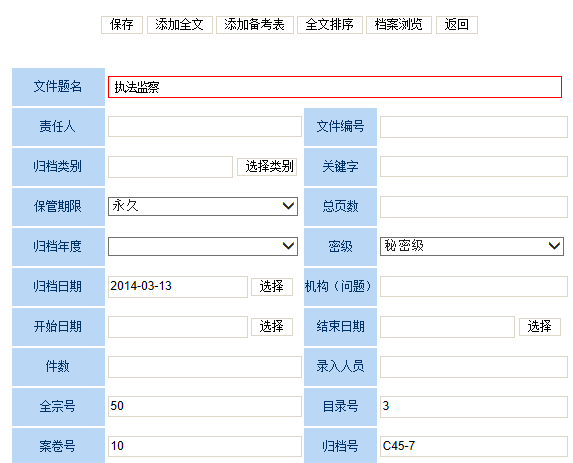 保存 添加全文 添加备考表 全文排序 档案浏览 返回
文件题名 执法监察
责任人 文件编号
归档类别 选择类别 关键字
保管期限 永久 总页数
归档年度 密级 秘密级
归档日期 2014-03-13 选择 机构（问题）
开始日期 选择 结束日期 选择
件数 录入人员
全宗号 50 目录号 3
案卷号 10 归档号 C45-7